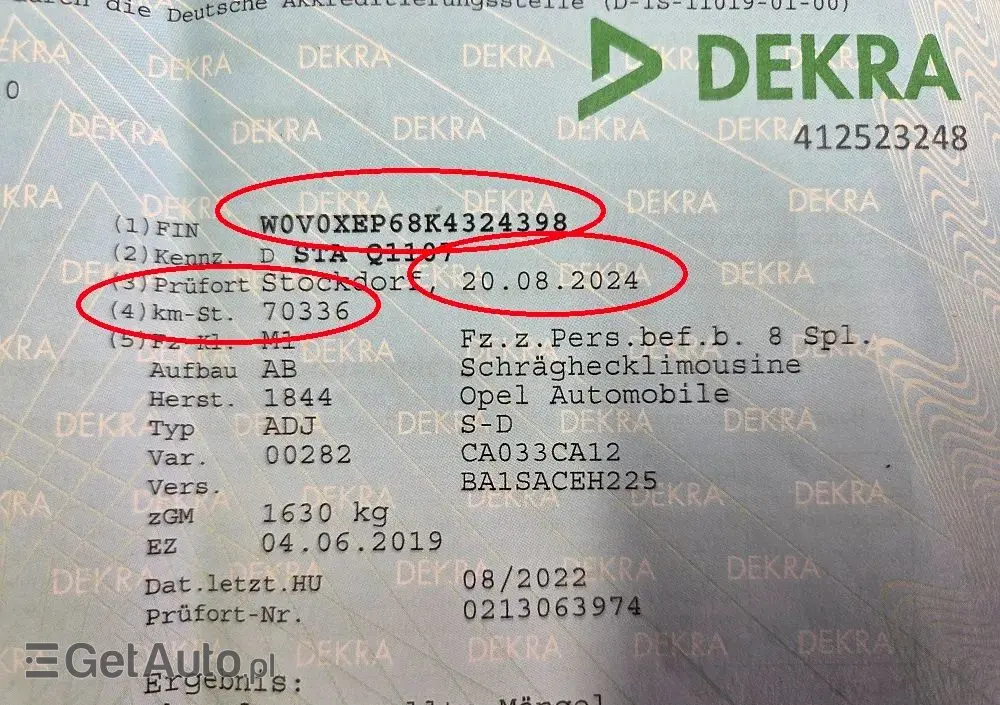 durch die Deutsche Akkreditierungsstelle (D-IS-11019-01-00)
DEKRA
0
412523248
(1) FIN W0V0XEP68K4324398
(2) Kennz. D STA Q1107
(3) Prüfort Stockdorf, 20.08.2024
(4) km-St. 70336
(5) Fz.Kl. M1 Fz.z.Pers.bef.b. 8 Spl.
Aufbau AB Schräghecklimousine
Herst. 1844 Opel Automobile
Typ ADJ S-D
Var. 00282 CA033CA12
Vers. BA1SACEH225
zGM 1630 kg
EZ 04.06.2019
Dat.letzt.HU 08/2022
Prüfort-Nr. 0213063974
GetAuto.pl
Ergebnis:
Mängel